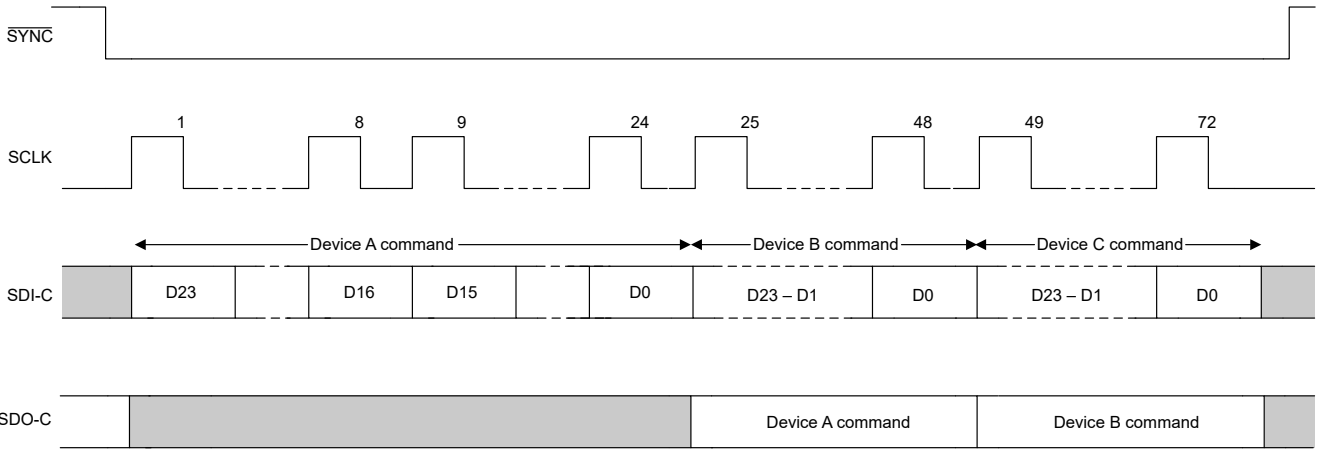 SYNC
1 8 9 24 25 48 49 72
SCLK
Device A command Device B command Device C command
SDI-C D23 D16 D15 D0 D23 – D1 D0 D23 – D1 D0
SDO-C Device A command Device B command